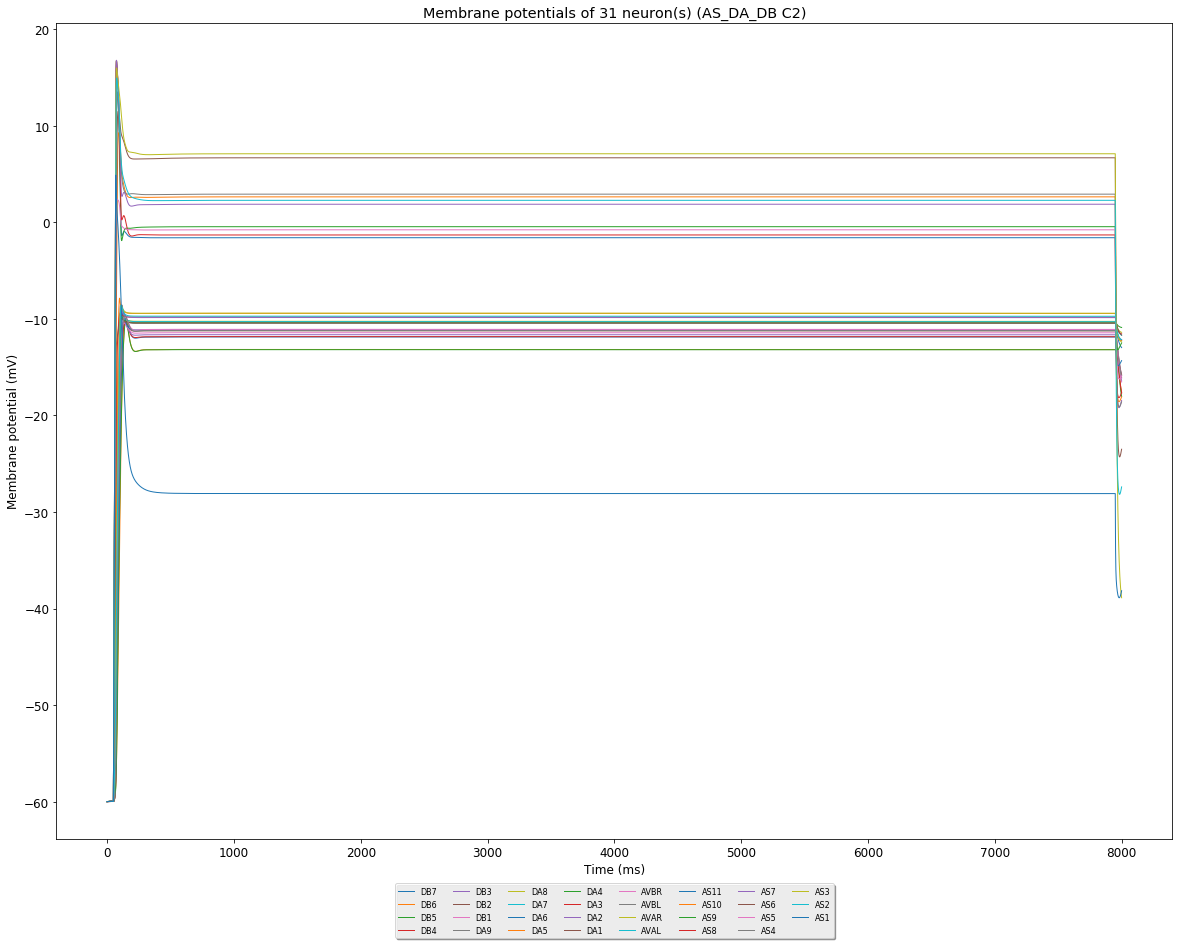 Membrane potentials of 31 neuron(s) (AS_DA_DB C2)
20
10
0
−10
−20
−30
−40
−50
−60
Membrane potential (mV)
0 1000 2000 3000 4000 5000 6000 7000 8000
Time (ms)
DB7 DB3 DA8 DA4 AVBR AS11 AS7 AS3
DB6 DB2 DA7 DA3 AVBL AS10 AS6 AS2
DB5 DB1 DA6 DA2 AVAR AS9 AS5 AS1
DB4 DA9 DA5 DA1 AVAL AS8 AS4